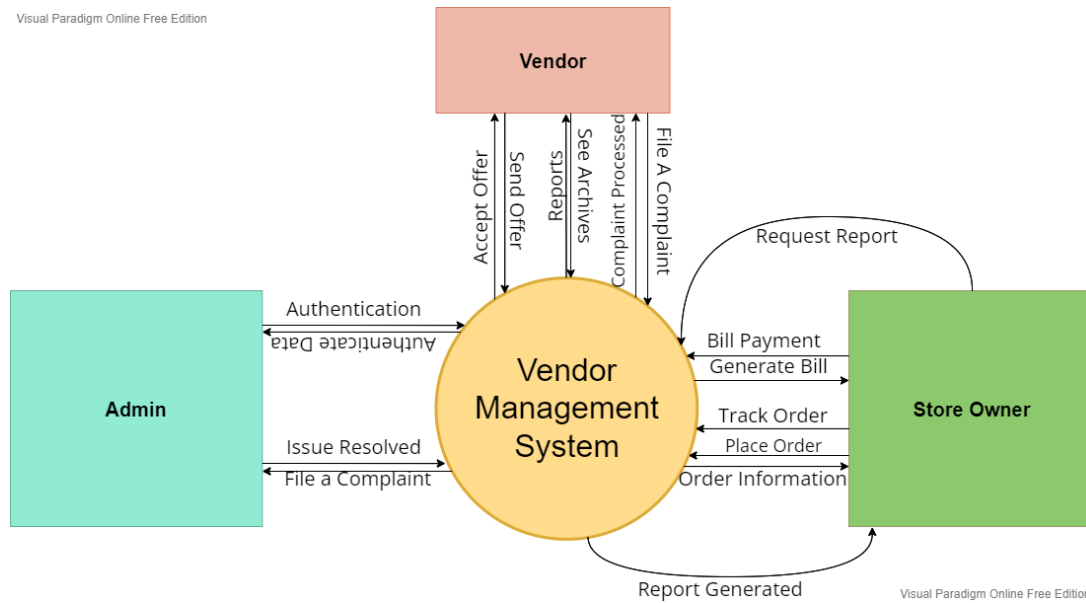 Visual Paradigm Online Free Edition
Vendor
Accept Offer
Send Offer
Reports
See Archives
Complaint Processed
File A Complaint
Request Report
Authentication
Authenticate Data
Bill Payment
Generate Bill
Admin
Vendor
Management
System
Store Owner
Track Order
Issue Resolved
Place Order
File a Complaint
Order Information
Report Generated
Visual Paradigm Online Free Edition